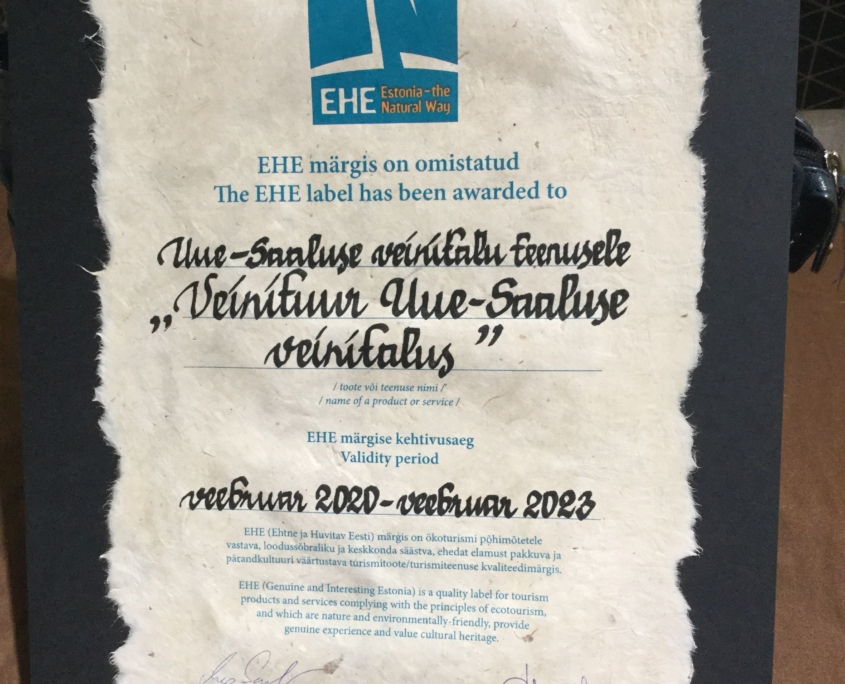 EHE Estonia - the
Natural Way
EHE märgis on omistatud
The EHE label has been awarded to
Uue-Saaluse veinitalu teenusele
„Veinituur Uue-Saaluse
veinitalus”
/ toote või teenuse nimi /
/ name of a product or service /
EHE märgise kehtivusaeg
Validity period
veebruar 2020-veebruar 2023
EHE (Ehtne ja Huvitav Eesti) märgis on ökoturismi põhimõtetele
vastava, loodussõbraliku ja keskkonda säästva, ehedat elamust pakkuva ja
pärandkultuuri väärtustava turismitoote/turismiteenuse kvaliteedimärgis.
EHE (Genuine and Interesting Estonia) is a quality label for tourism
products and services complying with the principles of ecotourism,
and which are nature and environmentally-friendly, provide
genuine experience and value cultural heritage.